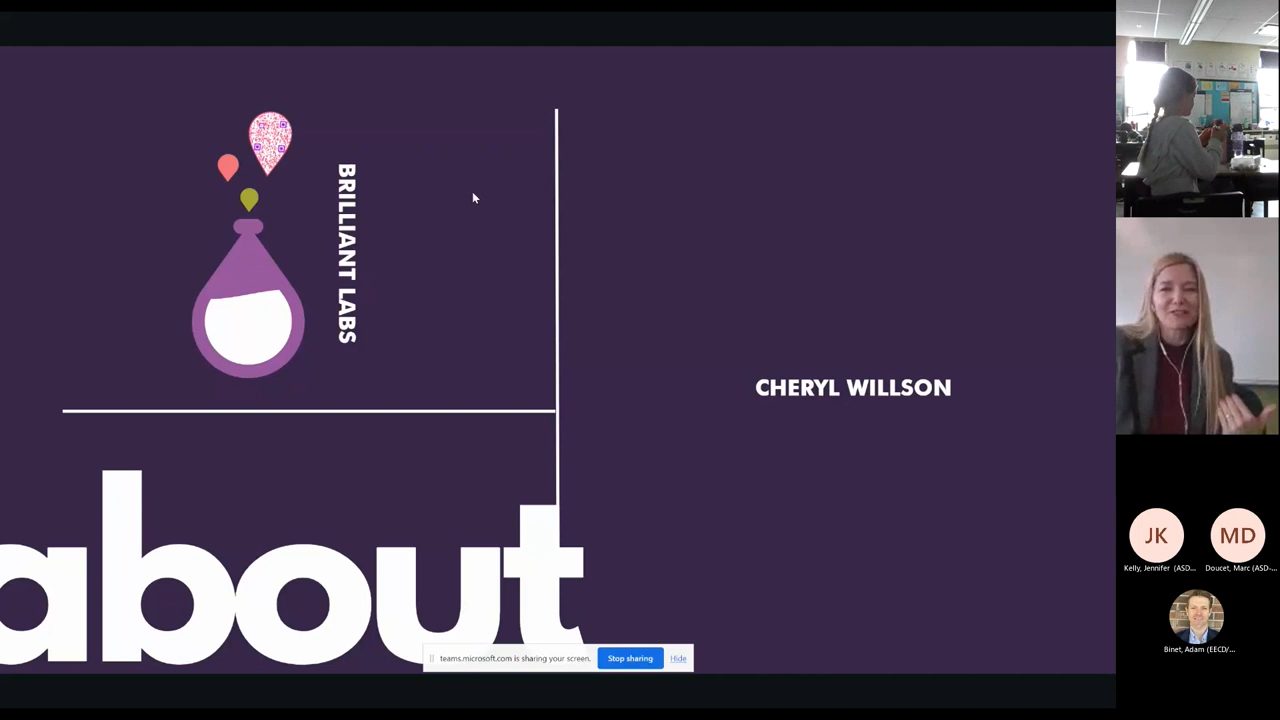 BRILLIANT LABS
CHERYL WILLSON
about
teams.microsoft.com is sharing your screen.
Stop sharing
Hide
JK
MD
Kelly, Jennifer (ASD...
Doucet, Marc (ASD-...
Binet, Adam (EECD/...